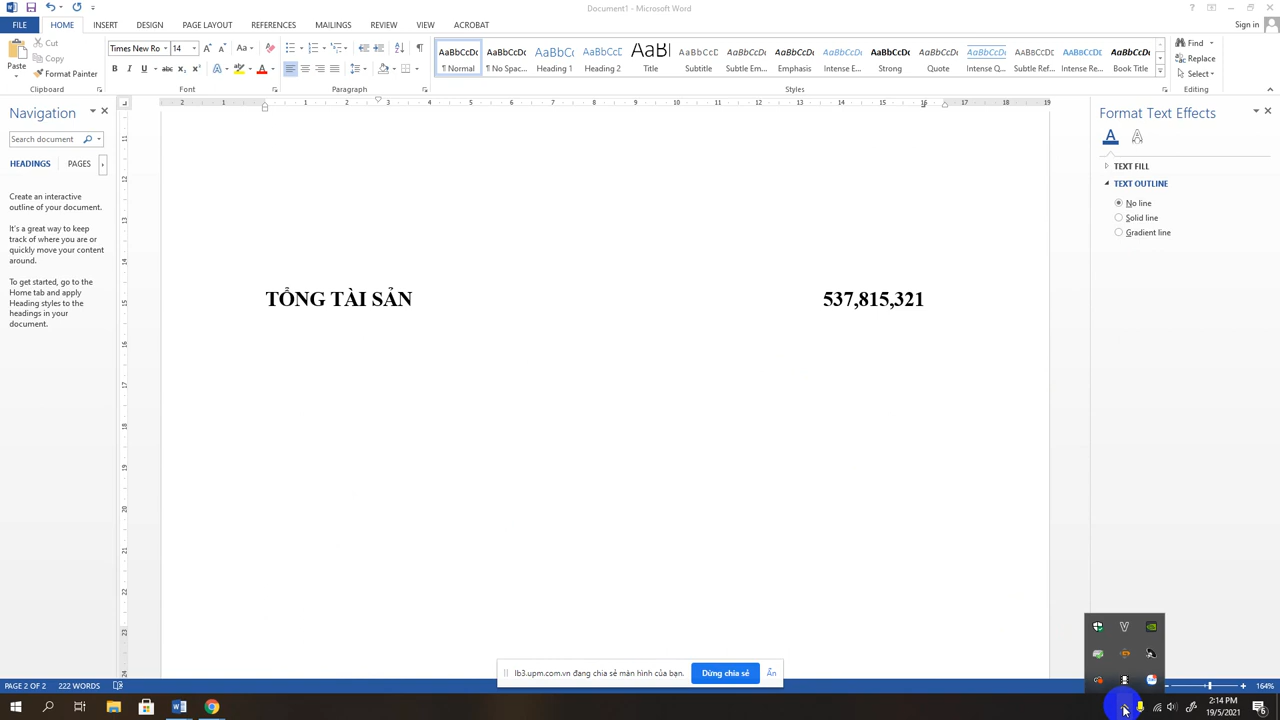 Document1 - Microsoft Word
Sign in
FILE HOME INSERT DESIGN PAGE LAYOUT REFERENCES MAILINGS REVIEW VIEW ACROBAT
Paste
Cut
Copy
Format Painter
Clipboard
Times New Ro 14
Font
Paragraph
AaBbCcDc AaBbCcDc AaBbCc AaBbCcD AaBl AaBbCcD AaBbCcDc AaBbCcDc AaBbCcDc AaBbCcDc AaBbCcDc AaBbCcDc AaBbCcDc AaBbCcDc AaBbCcDc
¶ Normal ¶ No Spac... Heading 1 Heading 2 Title Subtitle Subtle Em... Emphasis Intense E... Strong Quote Intense Q... Subtle Ref... Intense Re... Book Title
Styles
Find
Replace
Select
Editing
Navigation
Search document
HEADINGS PAGES
Create an interactive
outline of your document.
It's a great way to keep
track of where you are or
quickly move your content
around.
To get started, go to the
Home tab and apply
Heading styles to the
headings in your
document.
TỔNG TÀI SẢN 537,815,321
Format Text Effects
TEXT FILL
TEXT OUTLINE
No line
Solid line
Gradient line
lb3.upm.com.vn đang chia sẻ màn hình của bạn. Dừng chia sẻ Ẩn
PAGE 2 OF 2 222 WORDS
164%
2:14 PM
19/5/2021